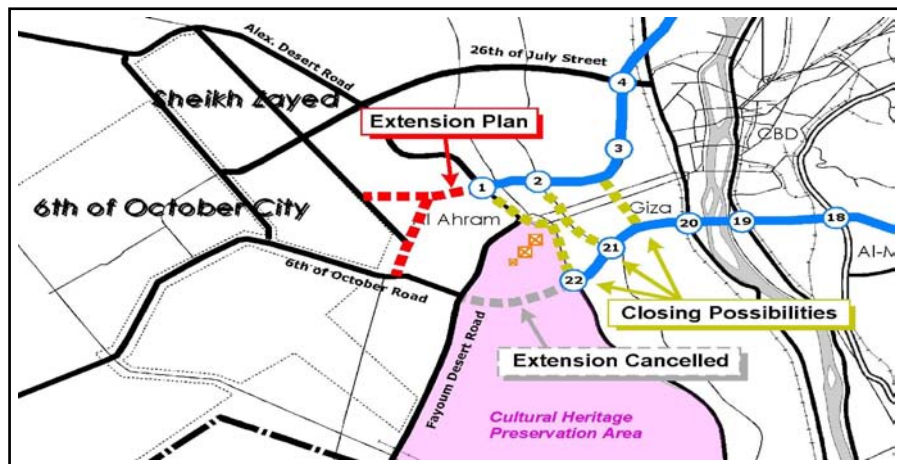 Alex. Desert Road
26th of July Street
Sheikh Zayed
4
CBD
Extension Plan
3
1
2
6th of October City
l Ahram
Giza
20
19
18
21
Al-M
6th of October Road
22
Closing Possibilities
Extension Cancelled
Fayoum Desert Road
Cultural Heritage
Preservation Area